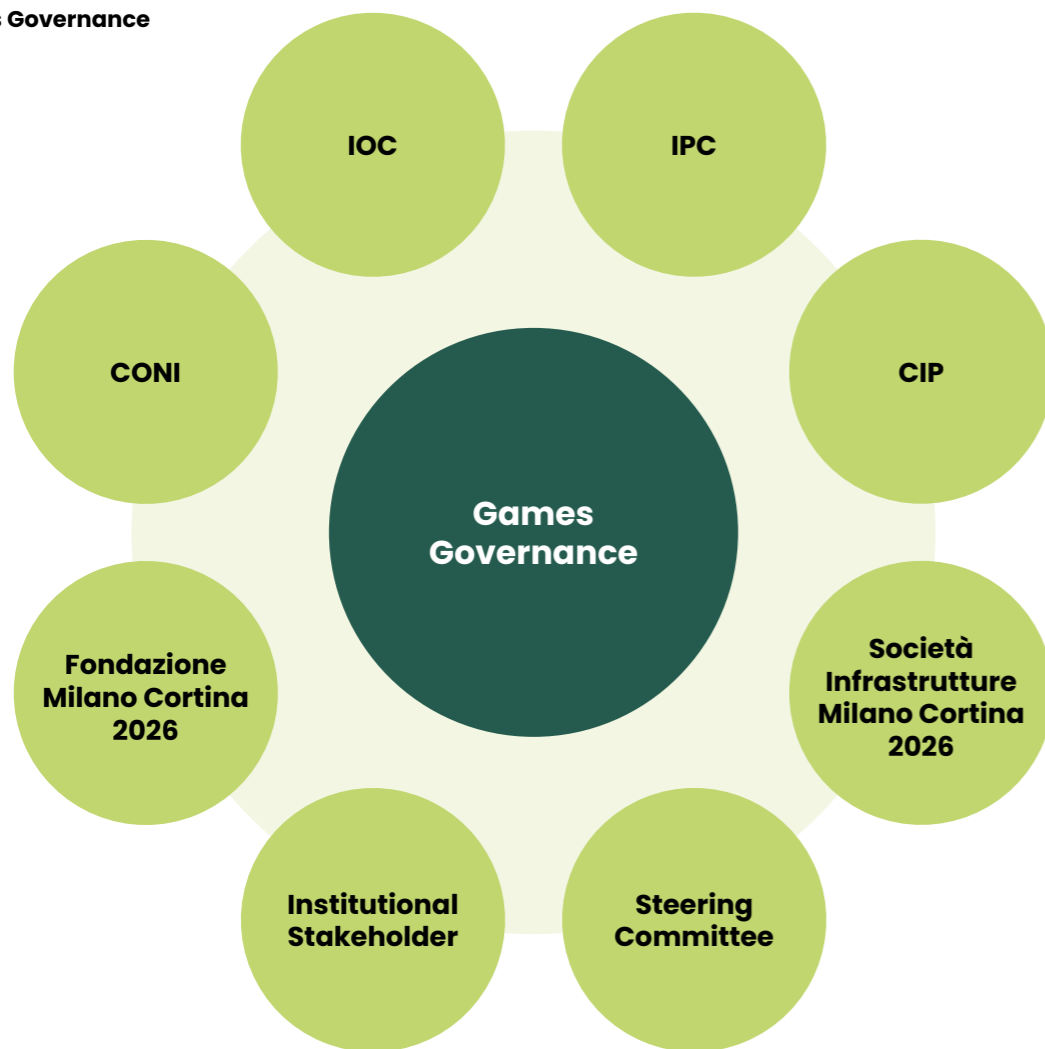 s Governance
IOC
IPC
CONI
CIP
Games
Governance
Fondazione
Milano Cortina
2026
Società
Infrastrutture
Milano Cortina
2026
Institutional
Stakeholder
Steering
Committee